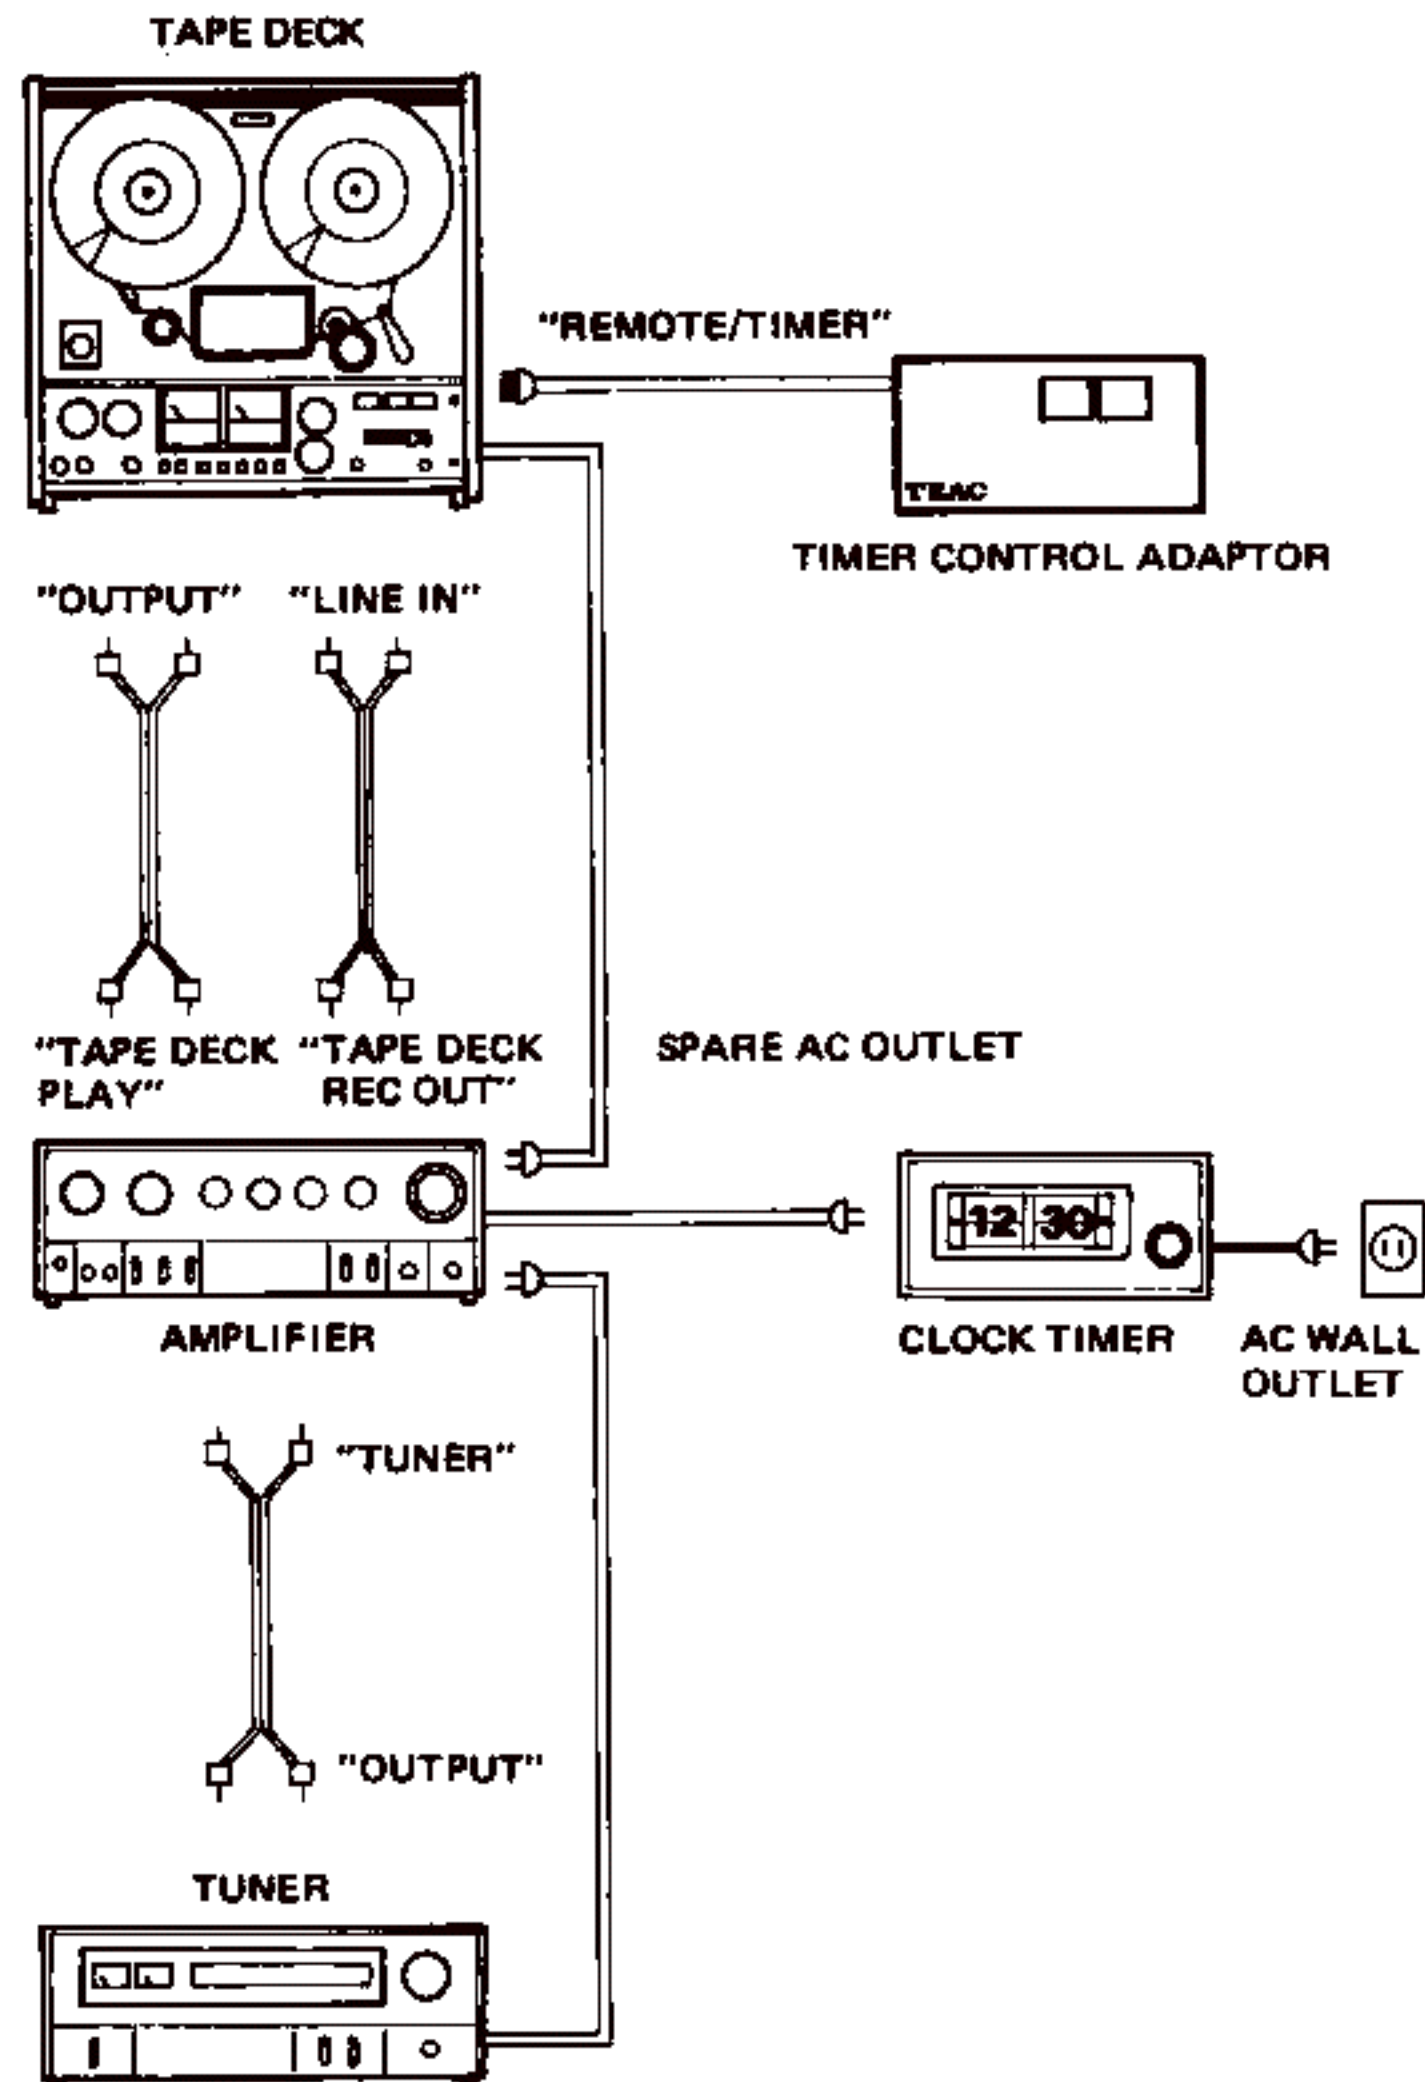 TAPE DECK
"REMOTE/TIMER"
TEAC
TIMER CONTROL ADAPTOR
"OUTPUT" "LINE IN"
"TAPE DECK
PLAY"
"TAPE DECK
REC OUT"
SPARE AC OUTLET
12 30
AMPLIFIER
CLOCK TIMER
AC WALL
OUTLET
"TUNER"
"OUTPUT"
TUNER